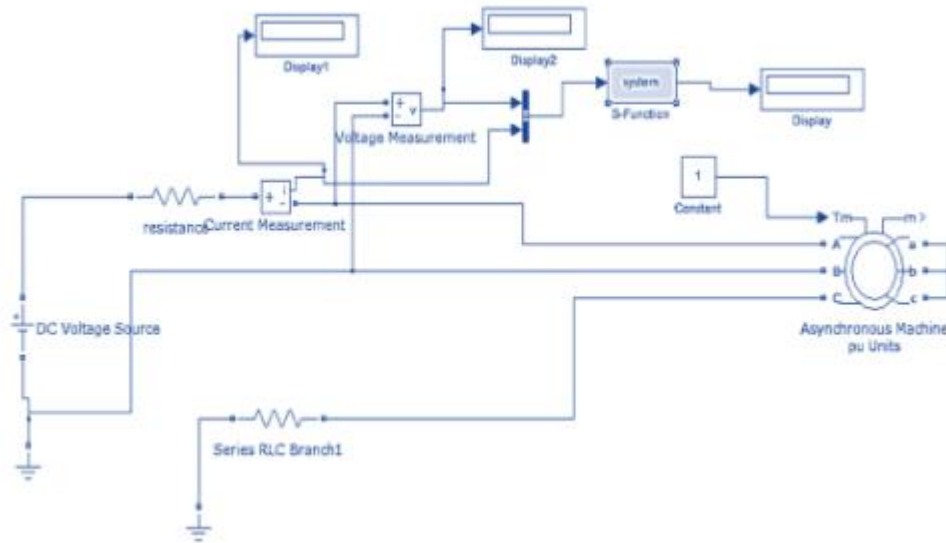 Display1
Display2
system
S-Function
Display
+
-
v
Voltage Measurement
1
Constant
+
i
-
resistance
Current Measurement
Tm
m >
A
a
B
b
C
c
+
DC Voltage Source
Asynchronous Machine
pu Units
Series RLC Branch1